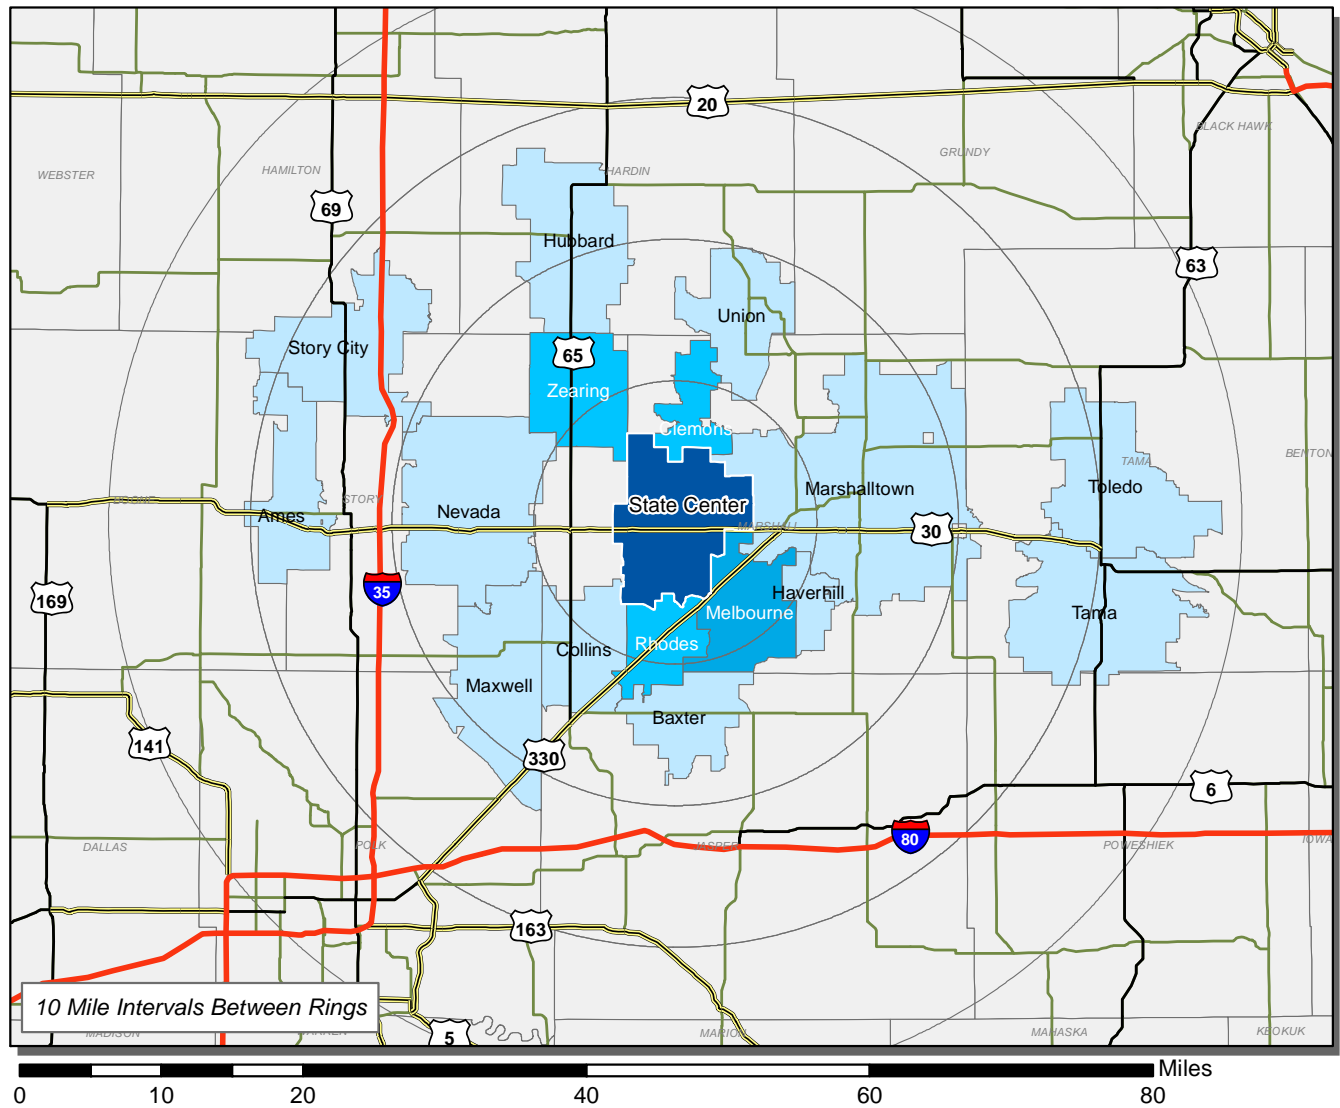 20
BLACK HAWK
GRUNDY
WEBSTER
HAMILTON
HARDIN
69
Hubbard
63
Union
Story City
65
Zearing
Clemons
BENTON
TAMA
Toledo
Marshalltown
BOONE
STORY
State Center
Nevada
Ames
MARSHALL
30
169
35
Haverhill
Melbourne
Tama
Rhodes
Collins
Maxwell
Baxter
141
330
6
80
DALLAS
POLK
JASPER
POWESHIEK
IOWA
163
10 Mile Intervals Between Rings
MADISON
WARREN
5
MARION
MAHASKA
KEOKUK
Miles
0 10 20 40 60 80